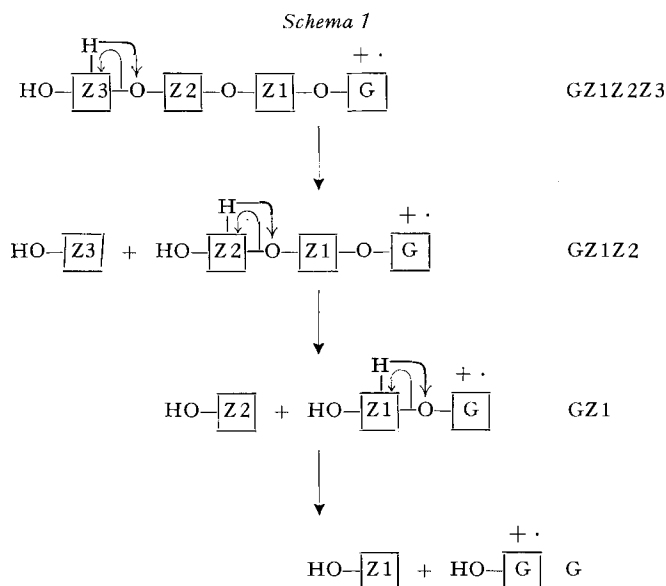 Schema 1
H + ·
HO–Z3–O–Z2–O–Z1–O–G GZ1Z2Z3
H + ·
HO–Z3 + HO–Z2–O–Z1–O–G GZ1Z2
H + ·
HO–Z2 + HO–Z1–O–G GZ1
+ ·
HO–Z1 + HO–G G